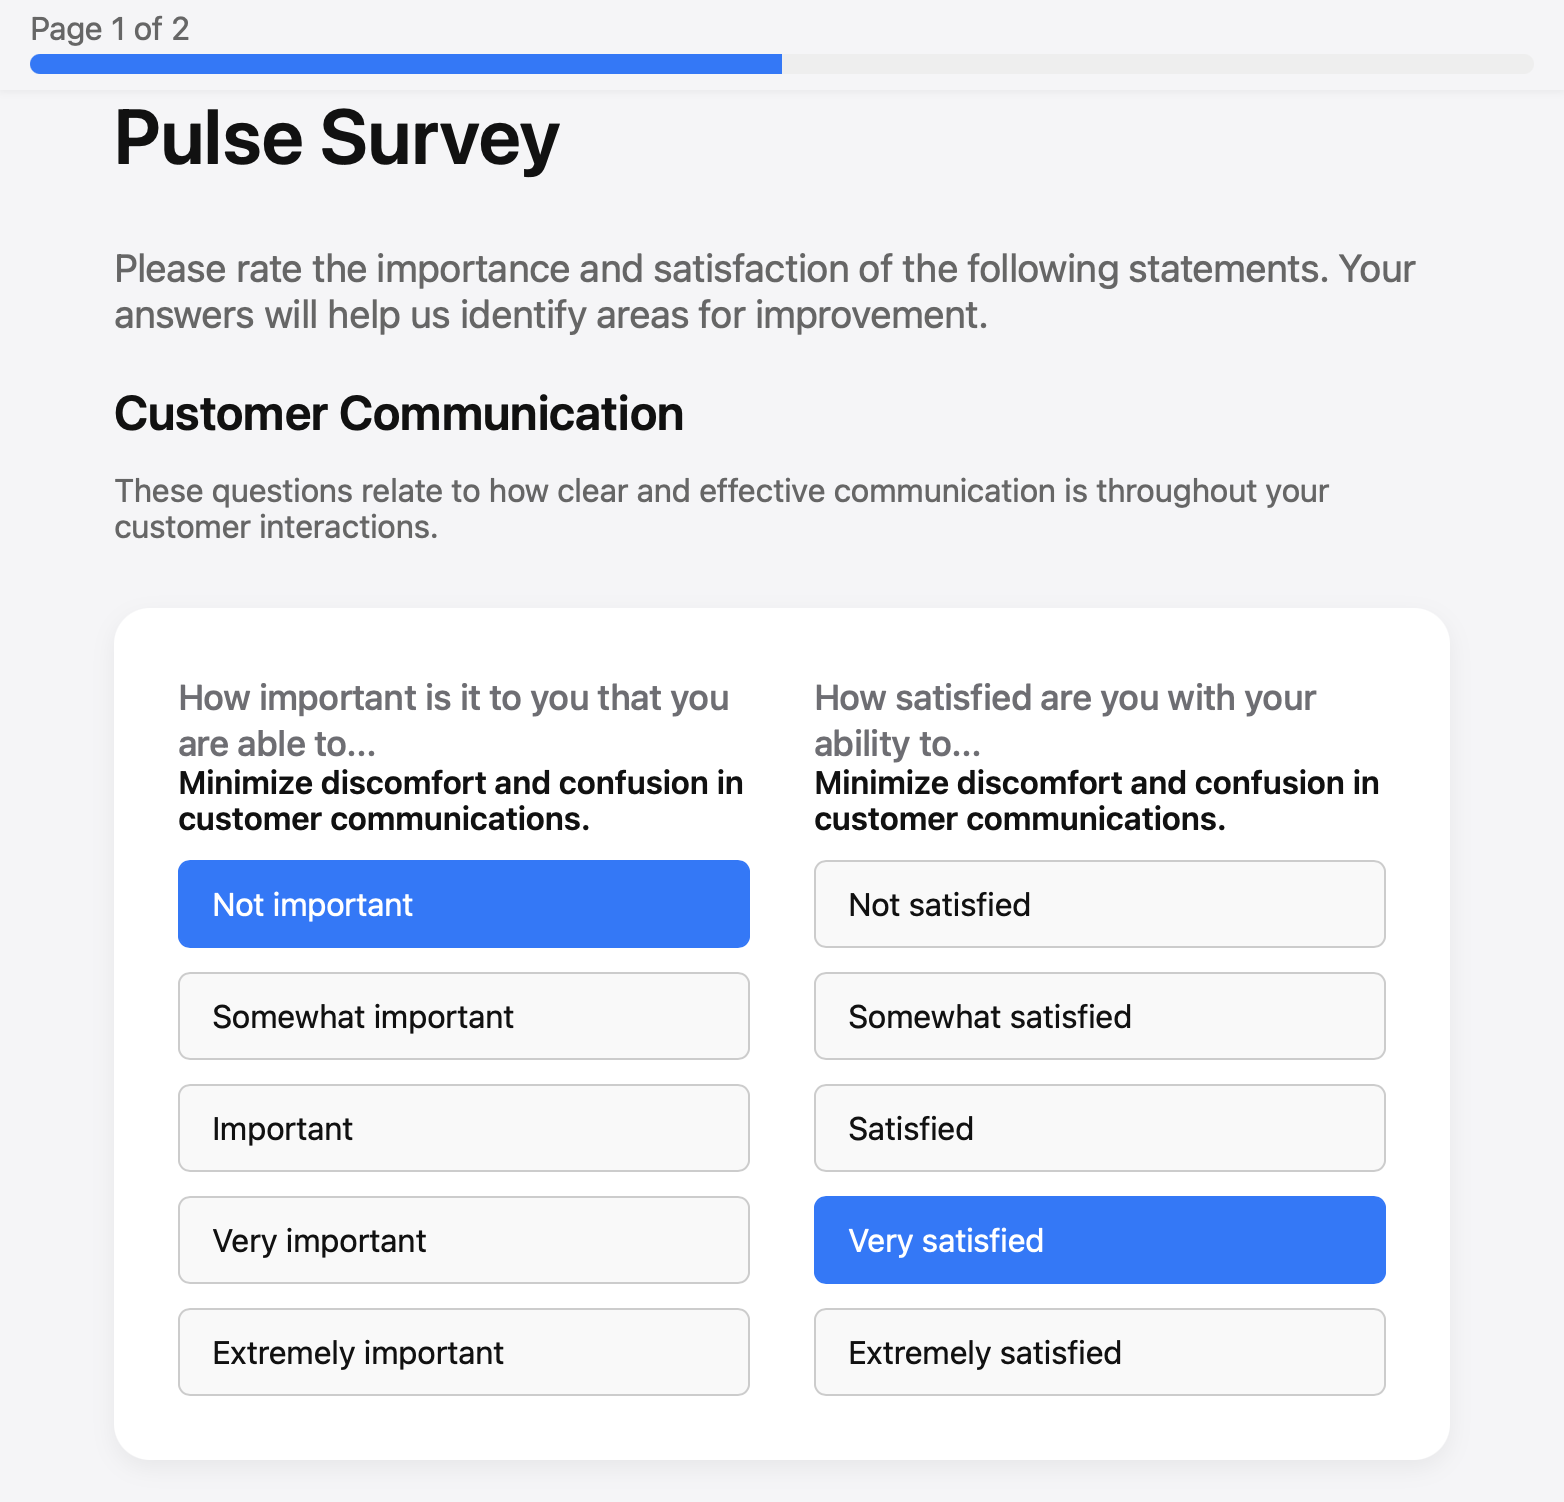 Page 1 of 2
Pulse Survey
Please rate the importance and satisfaction of the following statements. Your
answers will help us identify areas for improvement.
Customer Communication
These questions relate to how clear and effective communication is throughout your
customer interactions.
How important is it to you that you
are able to...
Minimize discomfort and confusion in
customer communications.
Not important
Somewhat important
Important
Very important
Extremely important
How satisfied are you with your
ability to...
Minimize discomfort and confusion in
customer communications.
Not satisfied
Somewhat satisfied
Satisfied
Very satisfied
Extremely satisfied